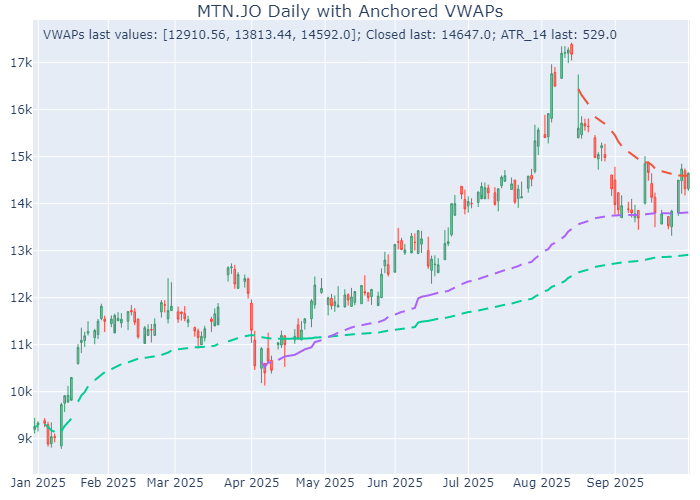 MTN.JO Daily with Anchored VWAPs
VWAPs last values: [12910.56, 13813.44, 14592.0]; Closed last: 14647.0; ATR_14 last: 529.0
17k
16k
15k
14k
13k
12k
11k
10k
9k
Jan 2025 Feb 2025 Mar 2025 Apr 2025 May 2025 Jun 2025 Jul 2025 Aug 2025 Sep 2025